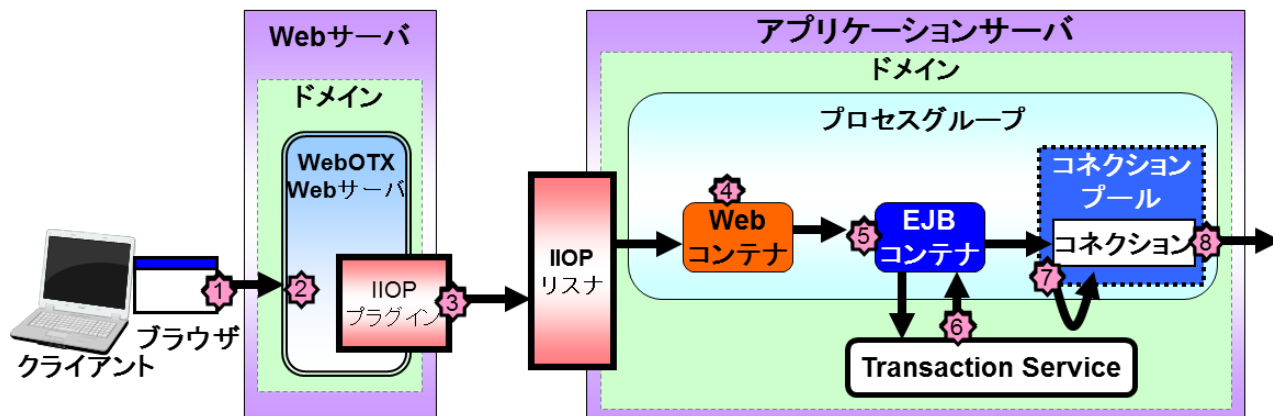 Webサーバ
ドメイン
WebOTX
Webサーバ
IIOP
プラグイン
1
2
3
ブラウザ
クライアント
アプリケーションサーバ
ドメイン
プロセスグループ
IIOP
リスナ
4
Web
コンテナ
5
EJB
コンテナ
コネクション
プール
コネクション
8
7
6
Transaction Service